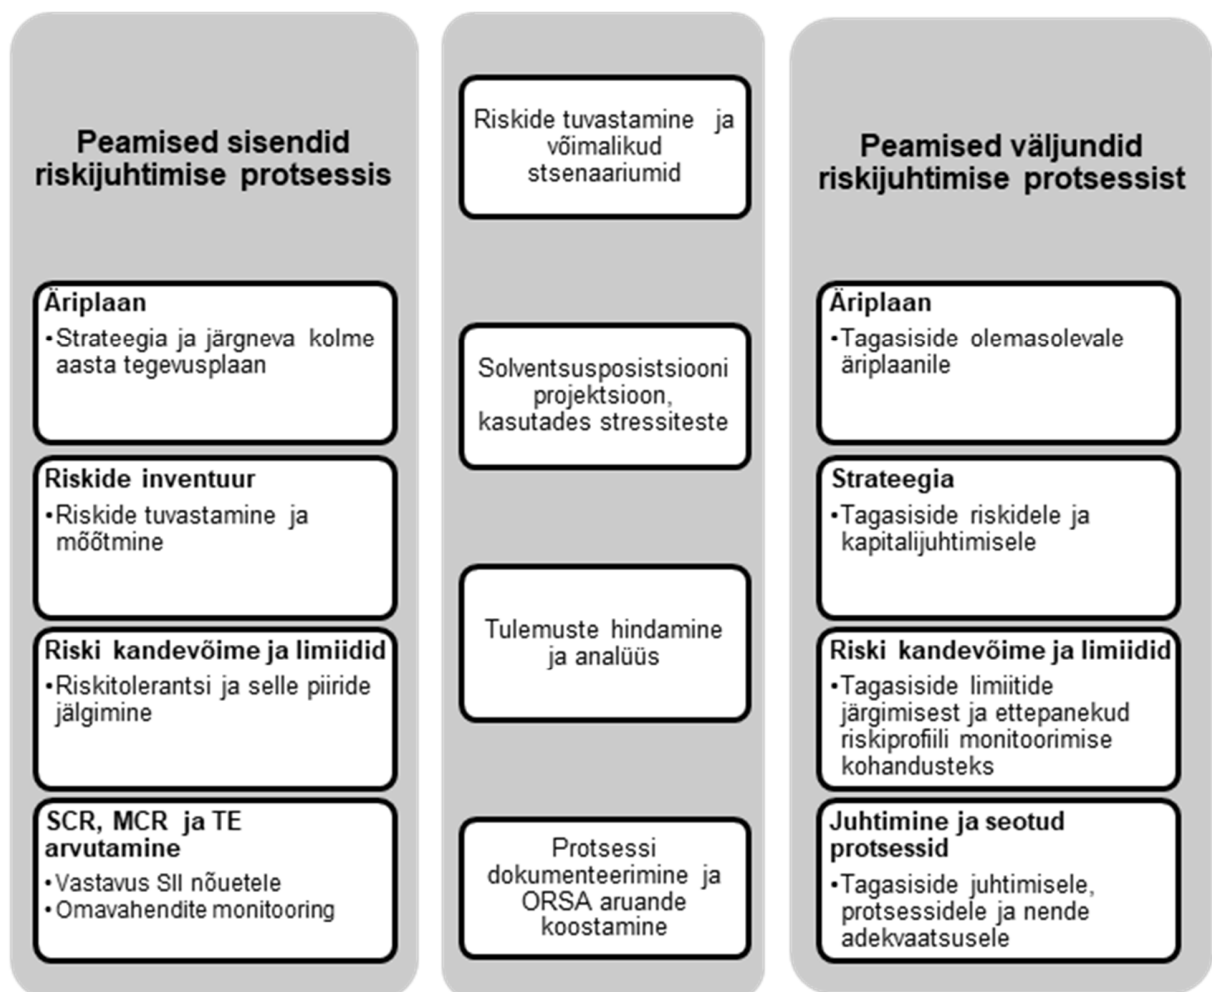 Peamised sisendid
riskijuhtimise protsessis
Äriplaan
•Strateegia ja järgneva kolme
aasta tegevusplaan
Riskide inventuur
•Riskide tuvastamine ja
mõõtmine
Riski kandevõime ja limiidid
•Riskitolerantsi ja selle piiride
jälgimine
SCR, MCR ja TE
arvutamine
•Vastavus SII nõuetele
•Omavahendite monitooring
Riskide tuvastamine ja
võimalikud
stsenaariumid
Solventsusposistsiooni
projektsioon,
kasutades stressiteste
Tulemuste hindamine
ja analüüs
Protsessi
dokumenteerimine ja
ORSA aruande
koostamine
Peamised väljundid
riskijuhtimise protsessist
Äriplaan
•Tagasiside olemasolevale
äriplaanile
Strateegia
•Tagasiside riskidele ja
kapitalijuhtimisele
Riski kandevõime ja limiidid
•Tagasiside limiitide
järgimisest ja ettepanekud
riskiprofiili monitoorimise
kohandusteks
Juhtimine ja seotud
protsessid
•Tagasiside juhtimisele,
protsessidele ja nende
adekvaatsusele